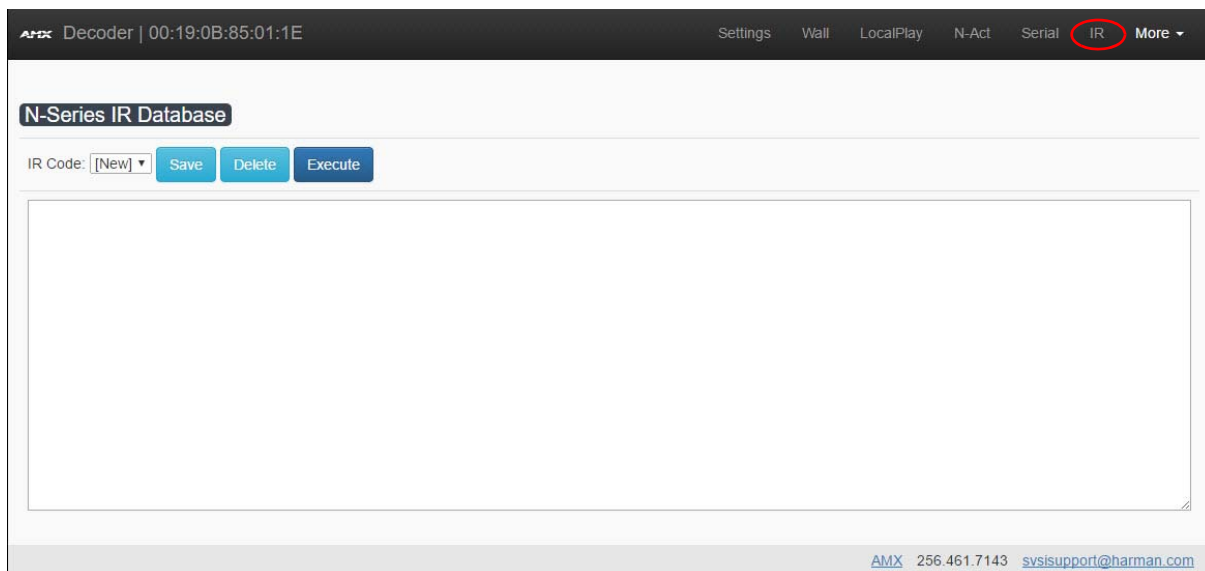 AMX Decoder | 00:19:0B:85:01:1E Settings Wall LocalPlay N-Act Serial IR More
N-Series IR Database
IR Code: [New] Save Delete Execute
AMX 256.461.7143 svsisupport@harman.com